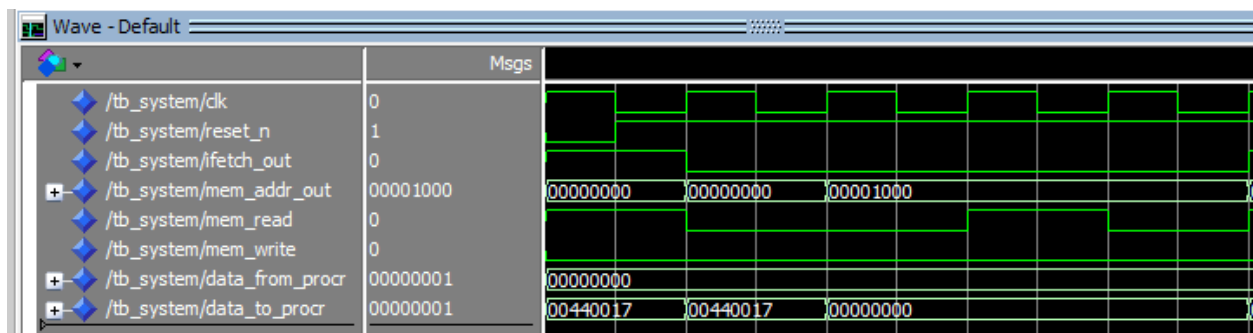 Wave - Default
Msgs
/tb_system/clk 0
/tb_system/reset_n 1
/tb_system/ifetch_out 0
/tb_system/mem_addr_out 00001000 00000000 00000000 00001000
/tb_system/mem_read 0
/tb_system/mem_write 0
/tb_system/data_from_procr 00000001 00000000
/tb_system/data_to_procr 00000001 00440017 00440017 00000000